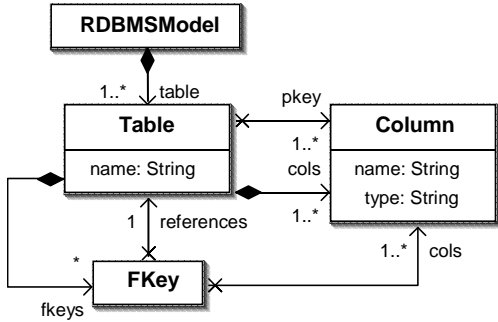 RDBMSModel
1..* table
Table
name: String
pkey
1..*
Column
name: String
type: String
cols
1..*
1 references
1..* cols
*
fkeys
FKey